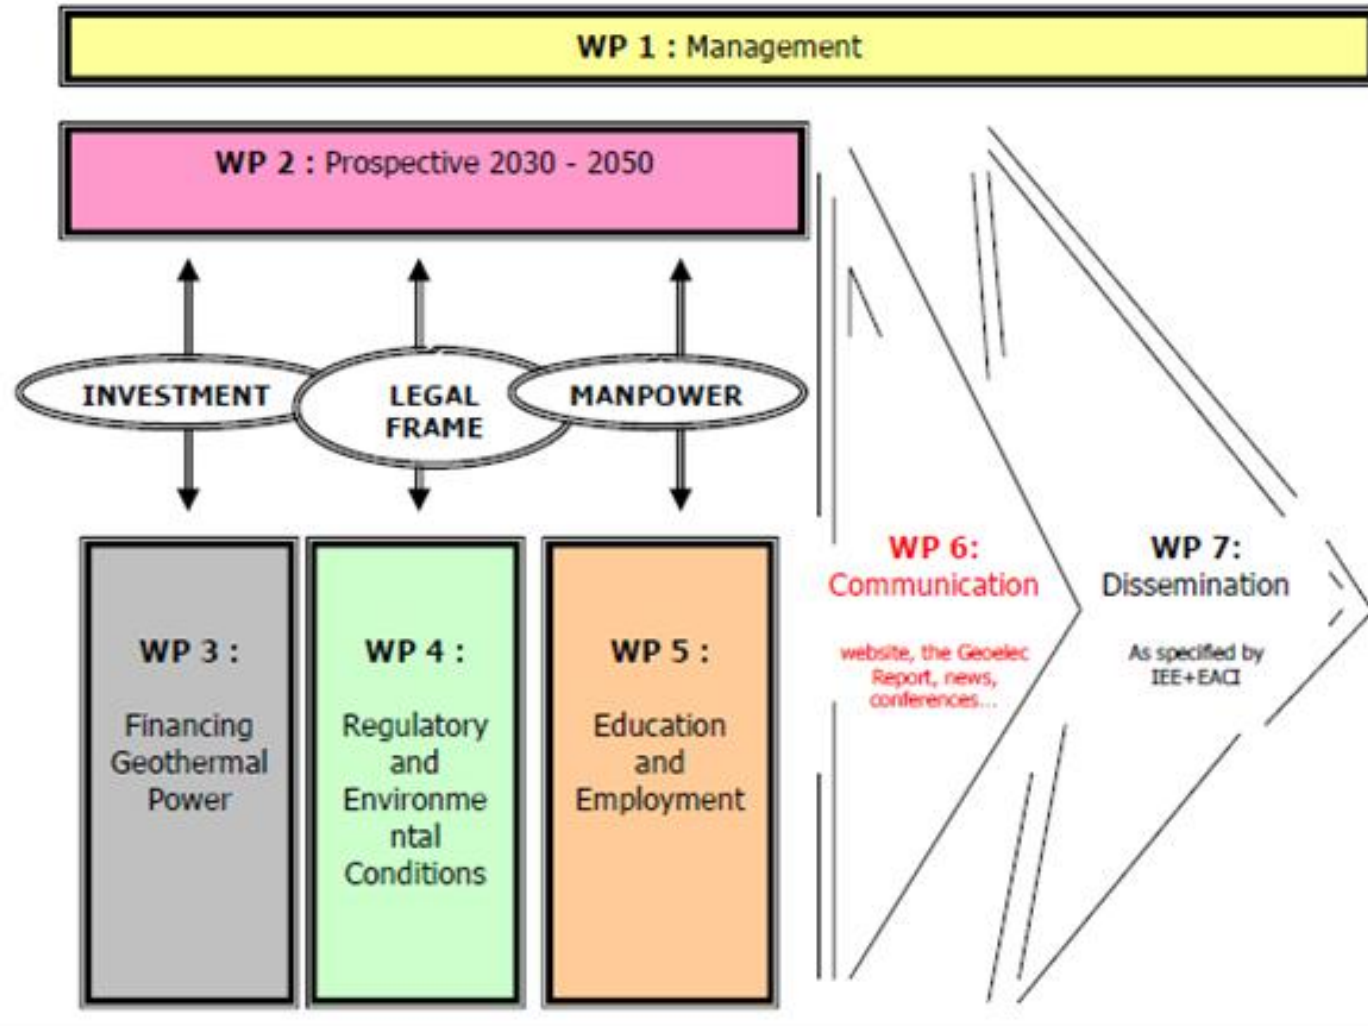 WP 1 : Management
WP 2 : Prospective 2030 - 2050
INVESTMENT
LEGAL
FRAME
MANPOWER
WP 3 :
Financing
Geothermal
Power
WP 4 :
Regulatory
and
Environme
ntal
Conditions
WP 5 :
Education
and
Employment
WP 6:
Communication
website, the Geoelec
Report, news,
conferences...
WP 7:
Dissemination
As specified by
IEE+EACI